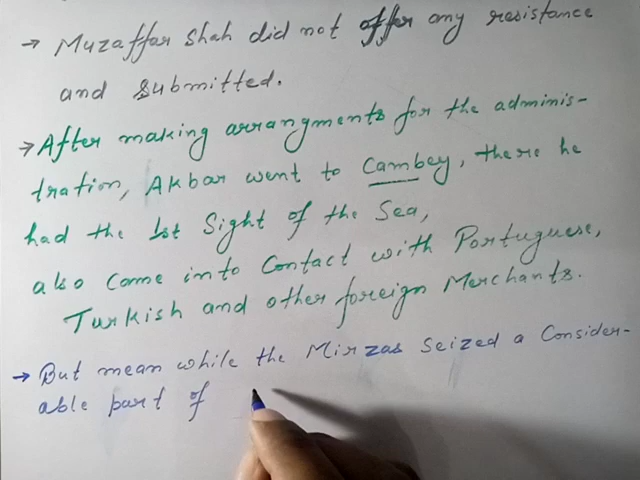 → Muzaffar Shah did not offer any resistance
and submitted.
→ After making arrangments for the adminis-
tration, Akbar went to Cambey, there he
had the 1st Sight of the Sea,
also Come into Contact with Portuguese,
Turkish and other foreign Merchants.
→ But mean while the Mirzas Seized a Consider-
able part of